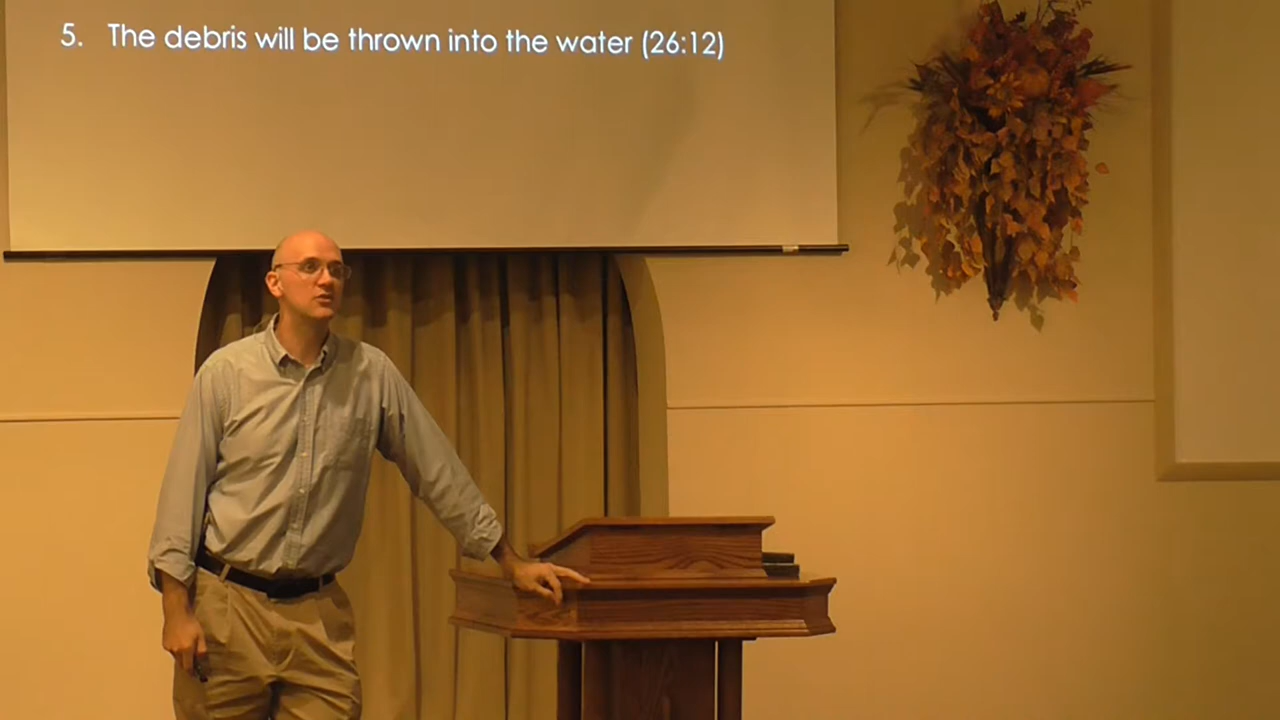 5. The debris will be thrown into the water (26:12)